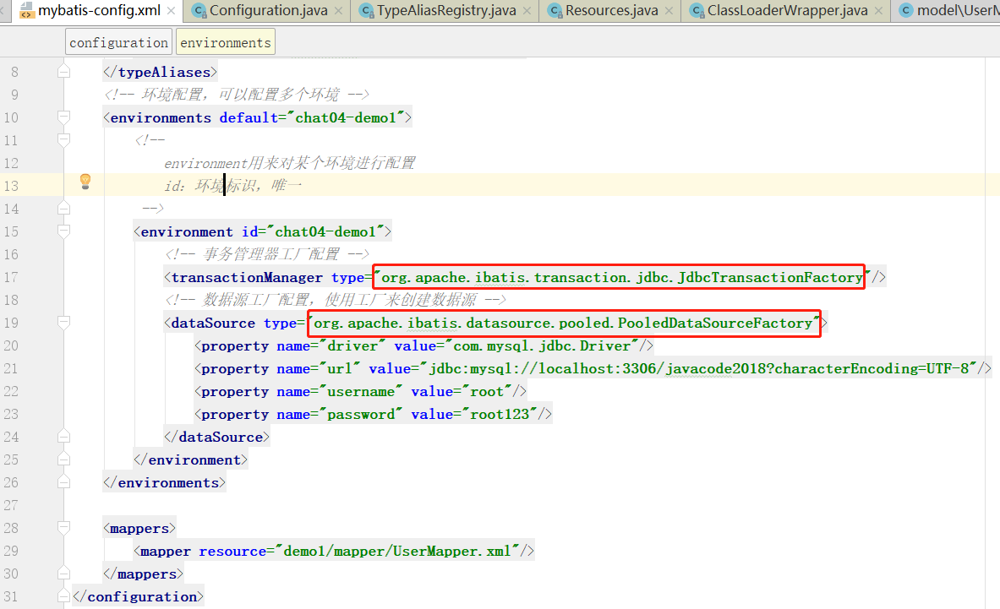 mybatis-config.xml × Configuration.java × TypeAliasRegistry.java × Resources.java × ClassLoaderWrapper.java × model\UserM
configuration environments
8 </typeAliases>
9 <!-- 环境配置，可以配置多个环境 -->
10 <environments default="chat04-demo1">
11 <!--
12 environment用来对某个环境进行配置
13 id：环境标识，唯一
14 -->
15 <environment id="chat04-demo1">
16 <!-- 事务管理器工厂配置 -->
17 <transactionManager type="org.apache.ibatis.transaction.jdbc.JdbcTransactionFactory"/>
18 <!-- 数据源工厂配置，使用工厂来创建数据源 -->
19 <dataSource type="org.apache.ibatis.datasource.pooled.PooledDataSourceFactory">
20 <property name="driver" value="com.mysql.jdbc.Driver"/>
21 <property name="url" value="jdbc:mysql://localhost:3306/javacode2018?characterEncoding=UTF-8"/>
22 <property name="username" value="root"/>
23 <property name="password" value="root123"/>
24 </dataSource>
25 </environment>
26 </environments>
27
28 <mappers>
29 <mapper resource="demo1/mapper/UserMapper.xml"/>
30 </mappers>
31 </configuration>